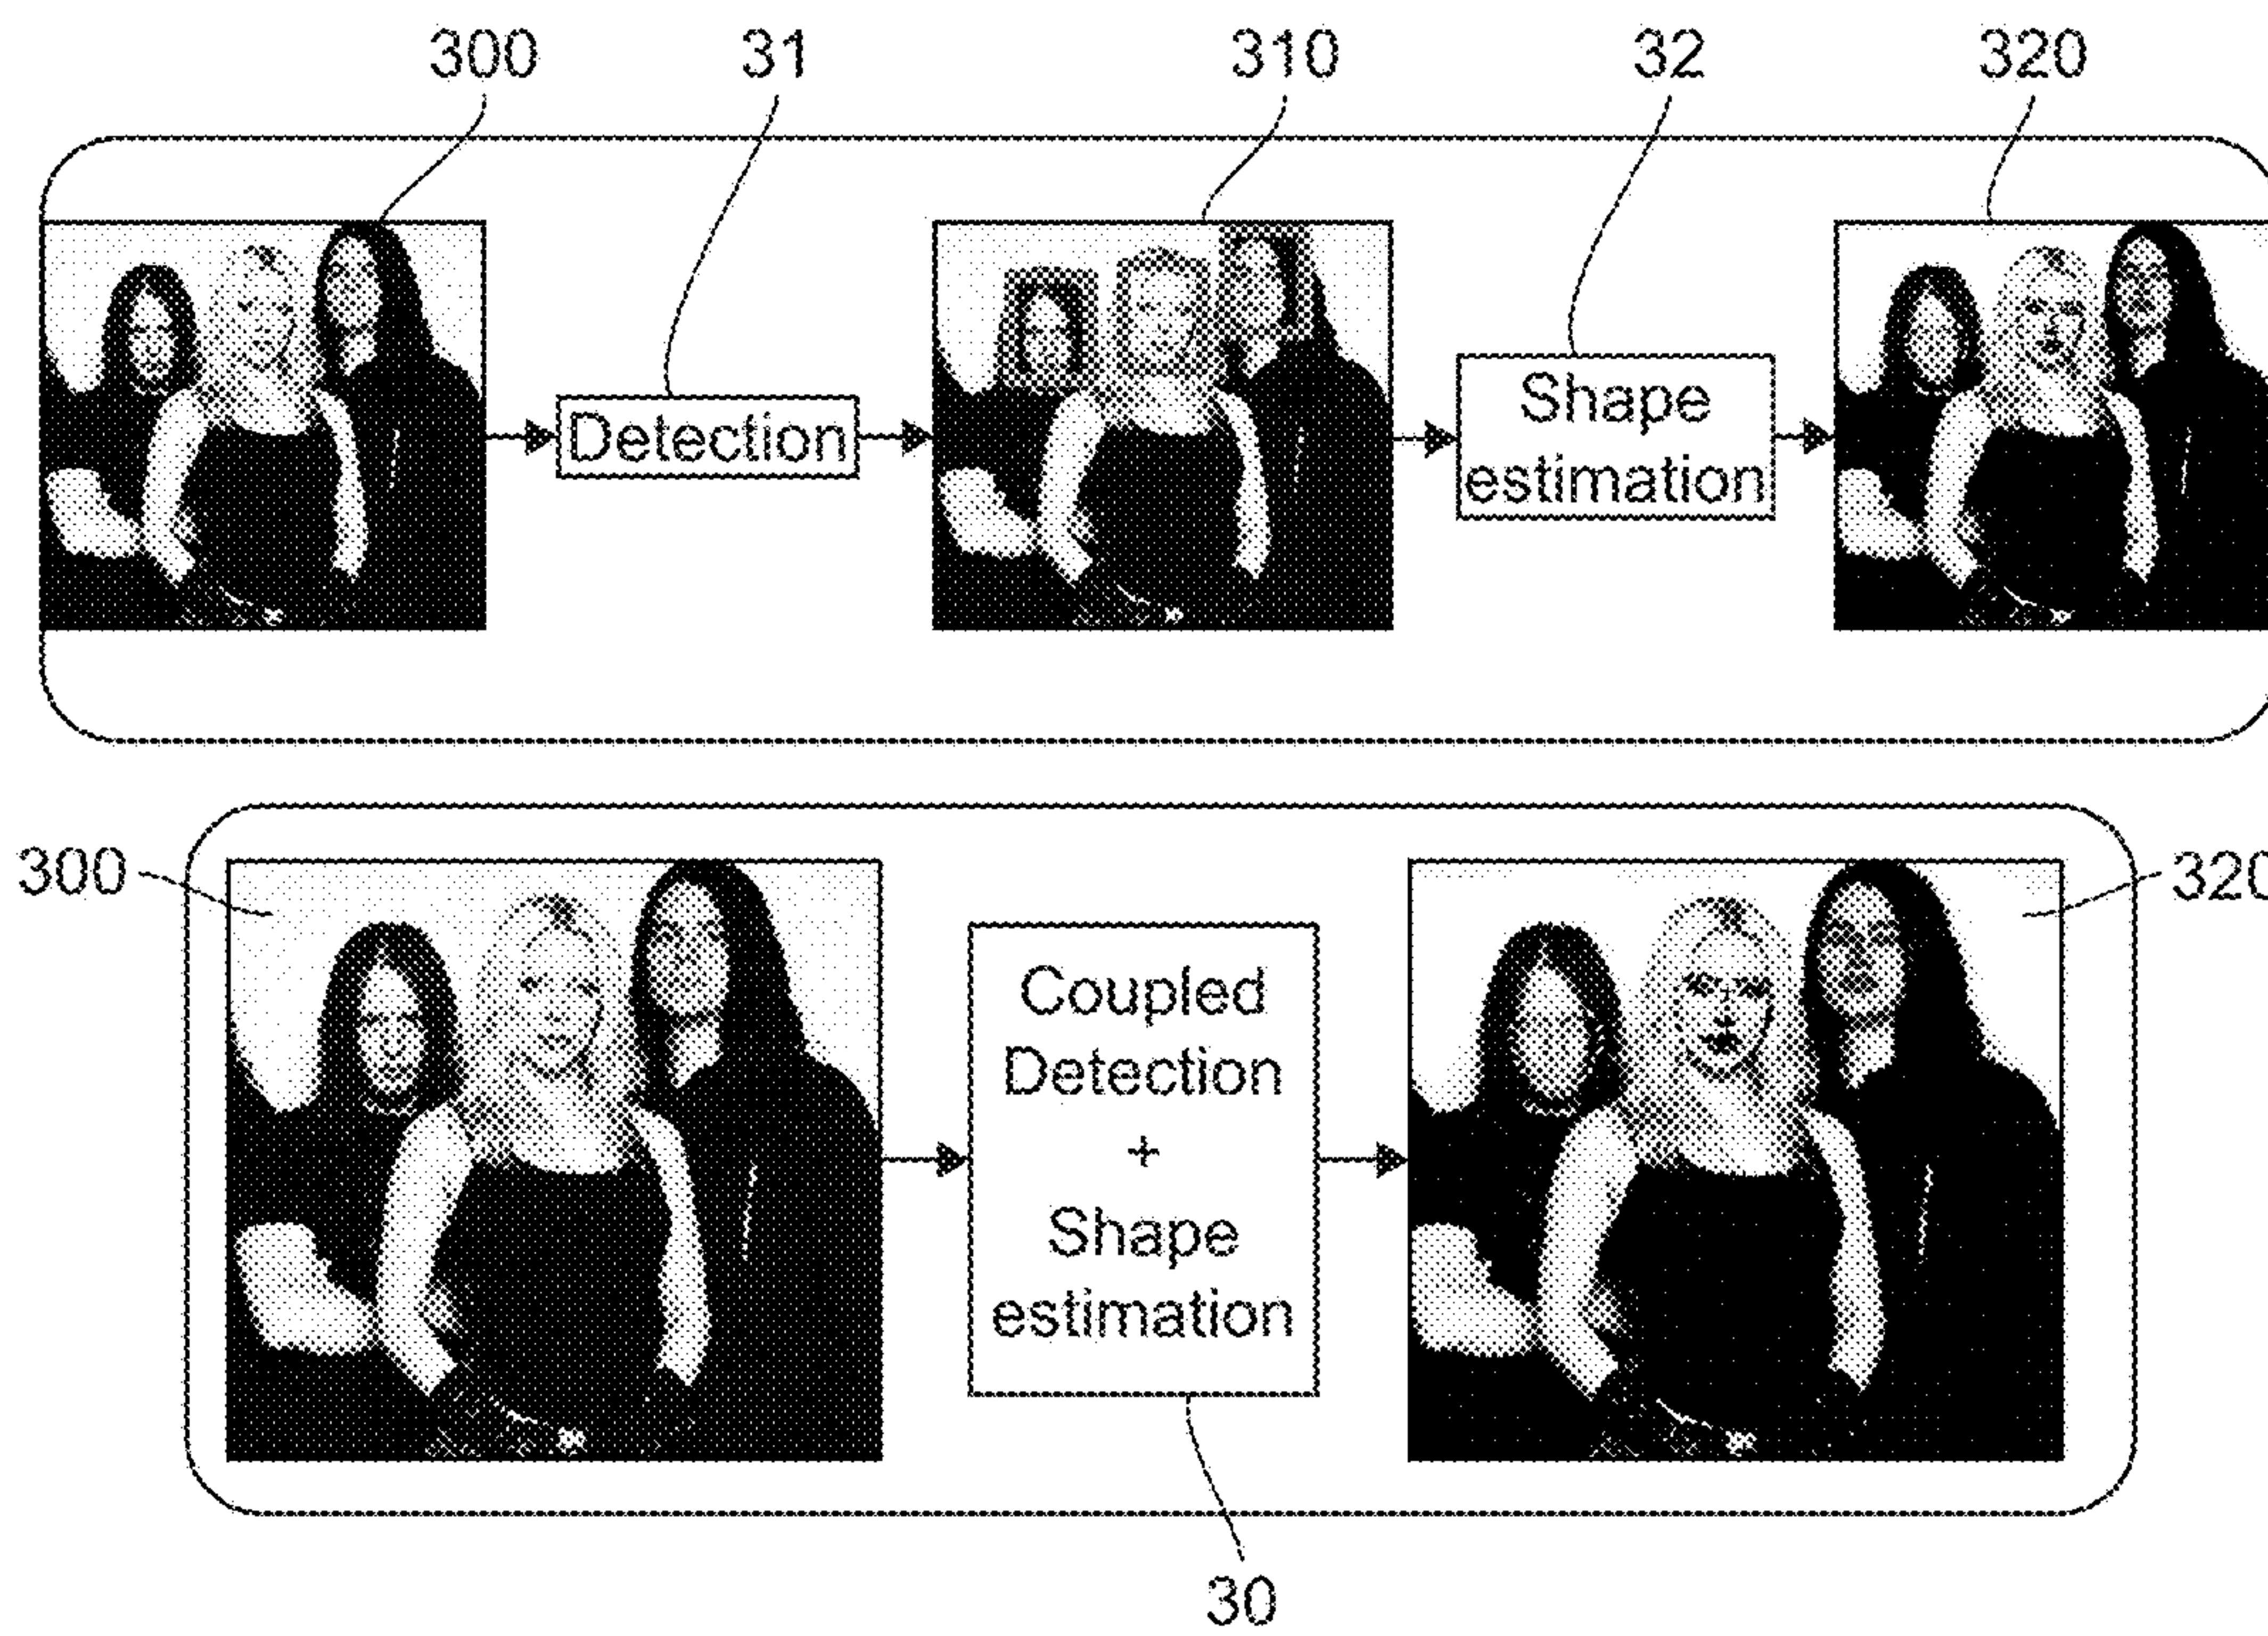 300 31 310 32 320
Detection
Shape
estimation
300
320
Coupled
Detection
+
Shape
estimation
30